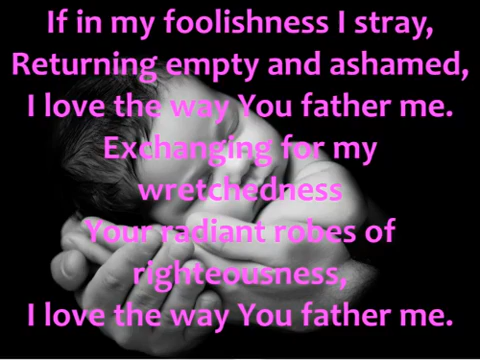 If in my foolishness I stray,
Returning empty and ashamed,
I love the way You father me.
Exchanging for my
wretchedness
Your radiant robes of
righteousness,
I love the way You father me.